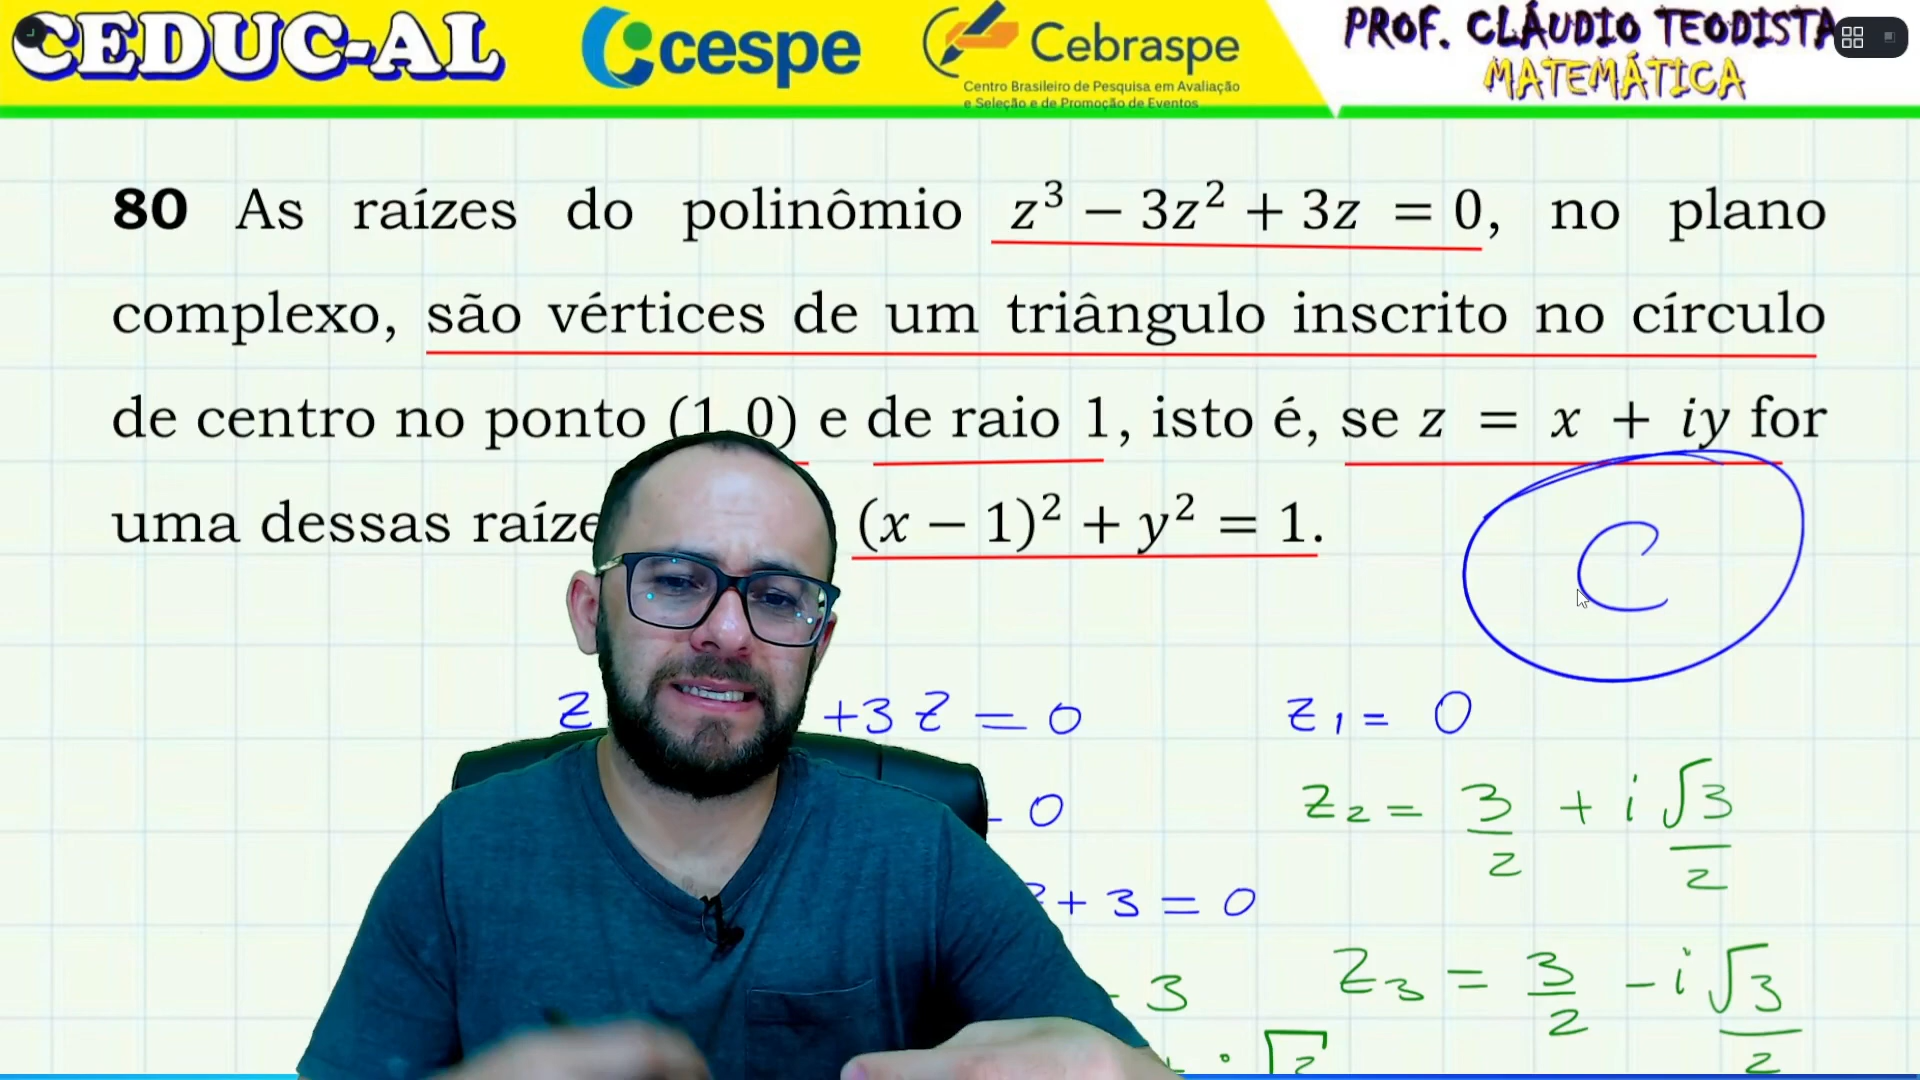 CEDUC-AL
cespe
Cebraspe
Centro Brasileiro de Pesquisa em Avaliação
e Seleção e de Promoção de Eventos
PROF. CLÁUDIO TEODISTA
MATEMÁTICA
80 As raízes do polinômio z³ − 3z² + 3z = 0, no plano
complexo, são vértices de um triângulo inscrito no círculo
de centro no ponto (1 0) e de raio 1, isto é, se z = x + iy for
uma dessas raíze (x − 1)² + y² = 1.
C
z +3z = 0
z1 = 0
0
z2 = 3/2 + i √3/2
+ 3 = 0
3
z3 = 3/2 − i √3/2